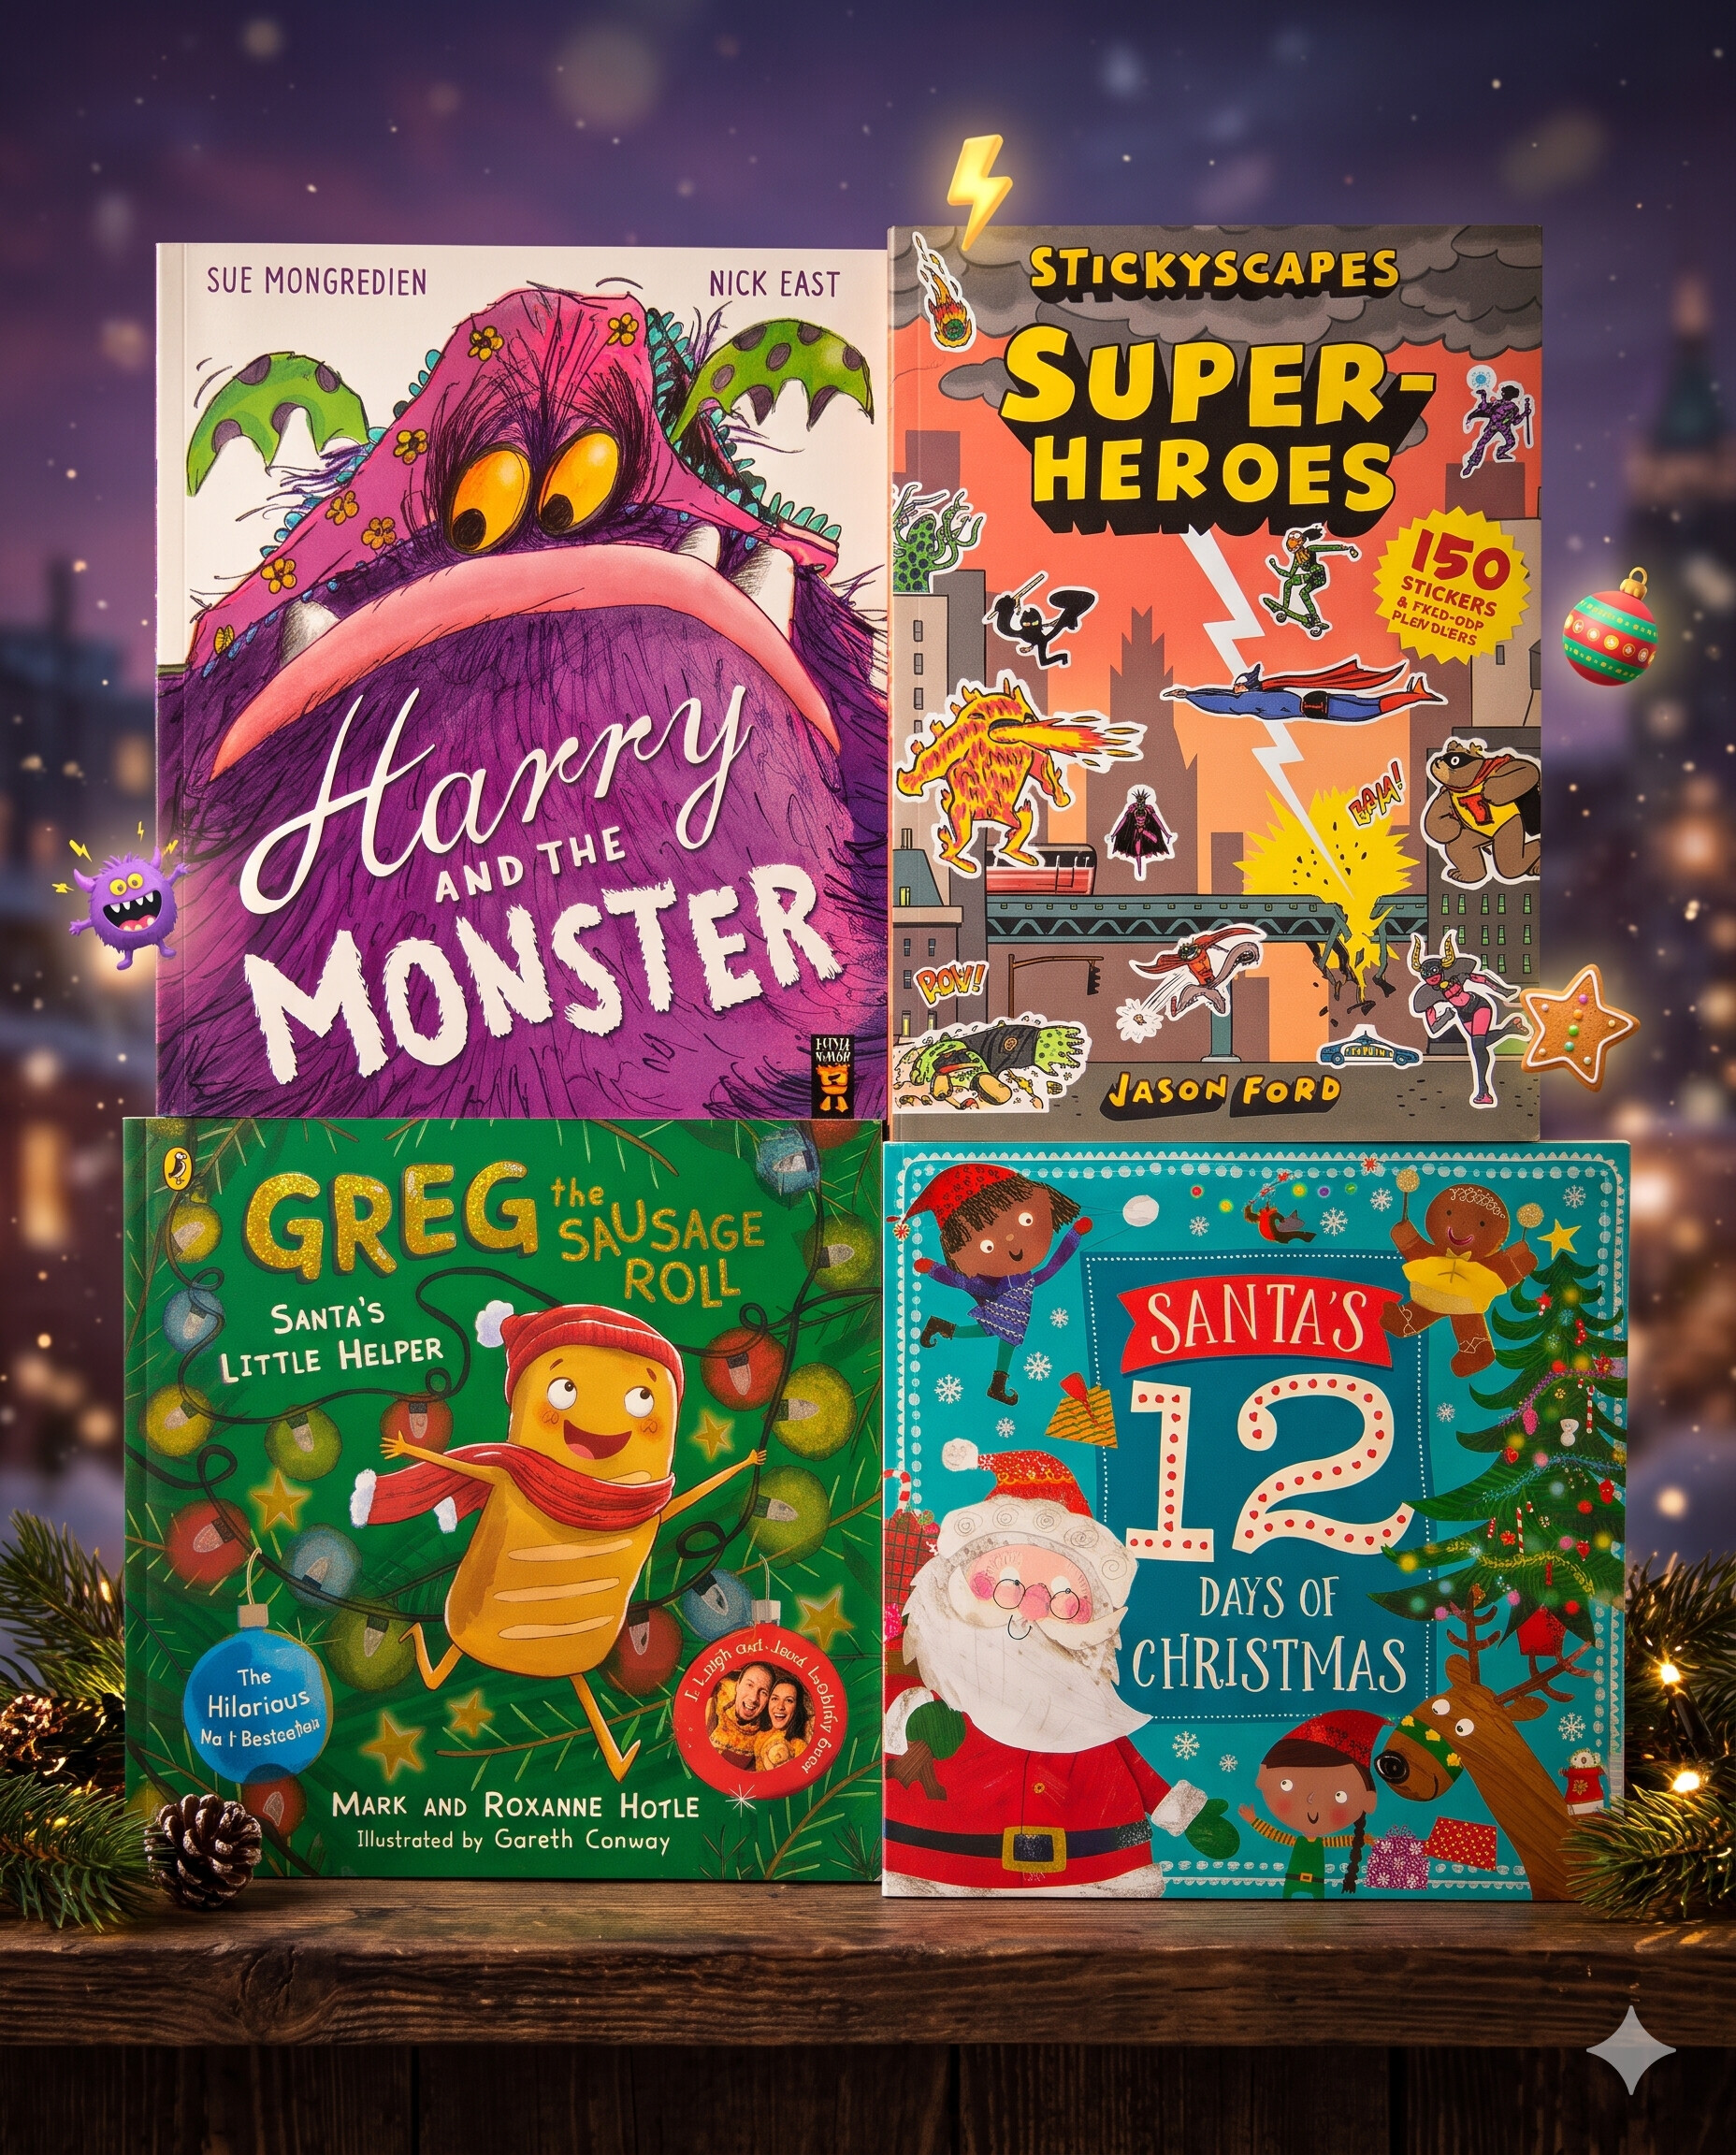 SUE MONGREDIEN
NICK EAST
Harry
AND THE
MONSTER
STICKYSCAPES
SUPER-
HEROES
150
STICKERS
BAM!
POW!
JASON FORD
GREG the
SAUSAGE
ROLL
SANTA'S
LITTLE HELPER
The
Hilarious
MARK AND ROXANNE HOTLE
Illustrated by Gareth Conway
SANTA'S
12
DAYS OF
CHRISTMAS